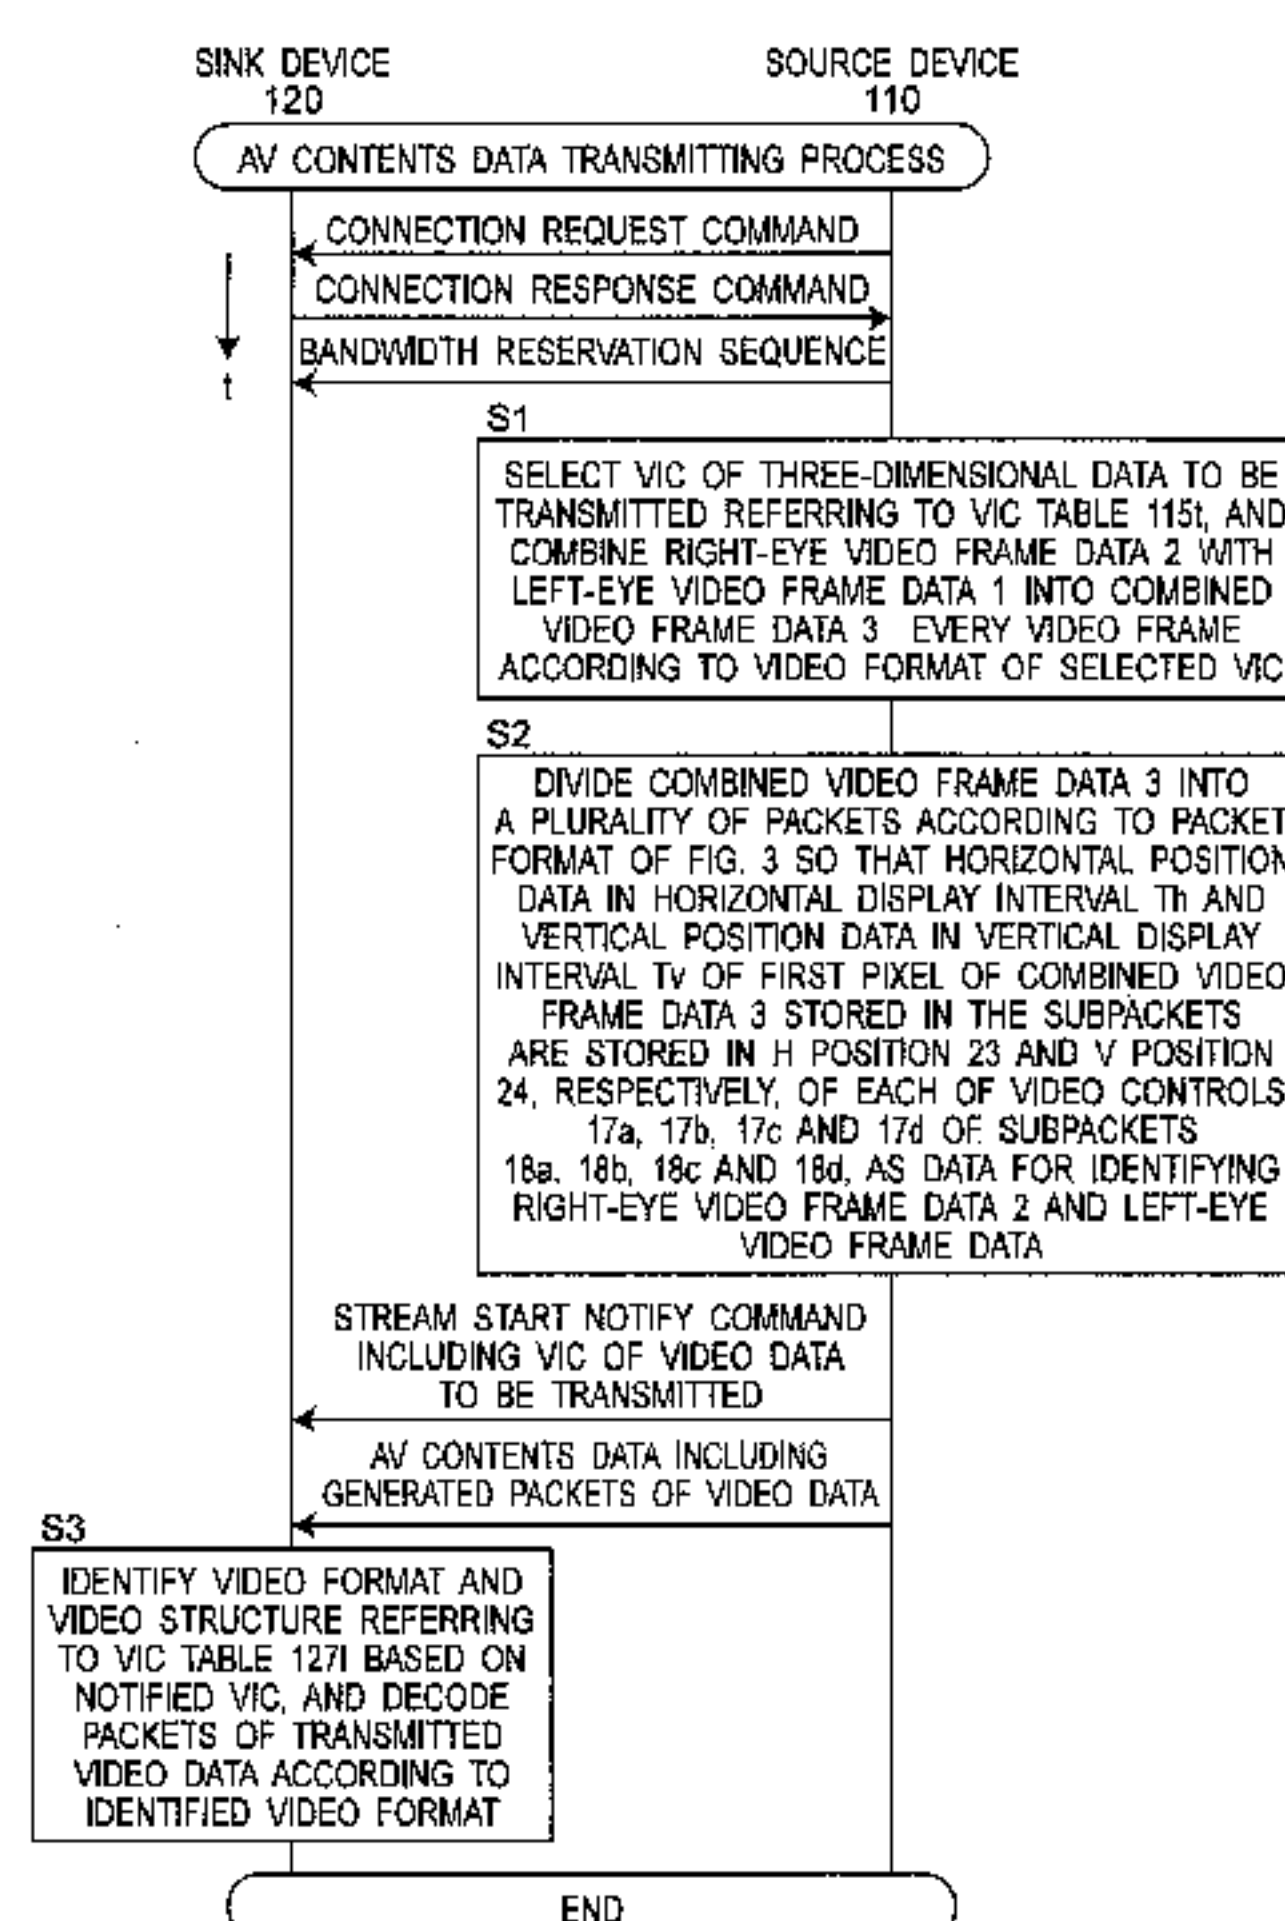 SINK DEVICE
120
SOURCE DEVICE
110
AV CONTENTS DATA TRANSMITTING PROCESS
CONNECTION REQUEST COMMAND
CONNECTION RESPONSE COMMAND
BANDWIDTH RESERVATION SEQUENCE
t
S1
SELECT VIC OF THREE-DIMENSIONAL DATA TO BE
TRANSMITTED REFERRING TO VIC TABLE 115t, AND
COMBINE RIGHT-EYE VIDEO FRAME DATA 2 WITH
LEFT-EYE VIDEO FRAME DATA 1 INTO COMBINED
VIDEO FRAME DATA 3 EVERY VIDEO FRAME
ACCORDING TO VIDEO FORMAT OF SELECTED VIC
S2
DIVIDE COMBINED VIDEO FRAME DATA 3 INTO
A PLURALITY OF PACKETS ACCORDING TO PACKET
FORMAT OF FIG. 3 SO THAT HORIZONTAL POSITION
DATA IN HORIZONTAL DISPLAY INTERVAL Th AND
VERTICAL POSITION DATA IN VERTICAL DISPLAY
INTERVAL Tv OF FIRST PIXEL OF COMBINED VIDEO
FRAME DATA 3 STORED IN THE SUBPACKETS
ARE STORED IN H POSITION 23 AND V POSITION
24, RESPECTIVELY, OF EACH OF VIDEO CONTROLS
17a, 17b, 17c AND 17d OF SUBPACKETS
18a, 18b, 18c AND 18d, AS DATA FOR IDENTIFYING
RIGHT-EYE VIDEO FRAME DATA 2 AND LEFT-EYE
VIDEO FRAME DATA
STREAM START NOTIFY COMMAND
INCLUDING VIC OF VIDEO DATA
TO BE TRANSMITTED
AV CONTENTS DATA INCLUDING
GENERATED PACKETS OF VIDEO DATA
S3
IDENTIFY VIDEO FORMAT AND
VIDEO STRUCTURE REFERRING
TO VIC TABLE 127l BASED ON
NOTIFIED VIC, AND DECODE
PACKETS OF TRANSMITTED
VIDEO DATA ACCORDING TO
IDENTIFIED VIDEO FORMAT
END